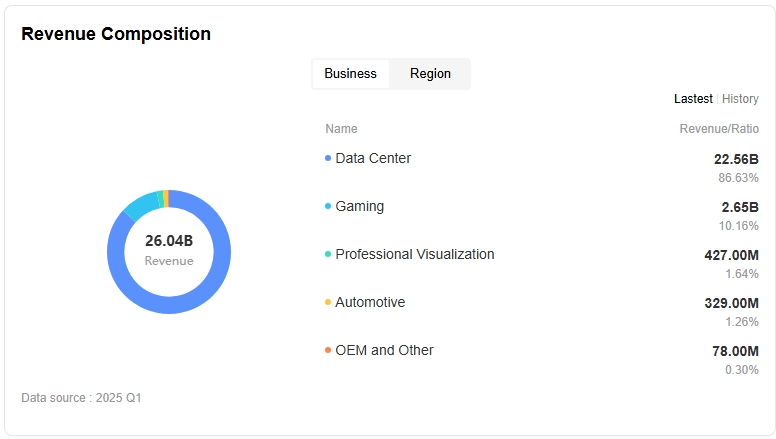 Revenue Composition
Business Region
Lastest History
Name Revenue/Ratio
Data Center 22.56B
86.63%
Gaming 2.65B
10.16%
26.04B
Revenue
Professional Visualization 427.00M
1.64%
Automotive 329.00M
1.26%
OEM and Other 78.00M
0.30%
Data source : 2025 Q1